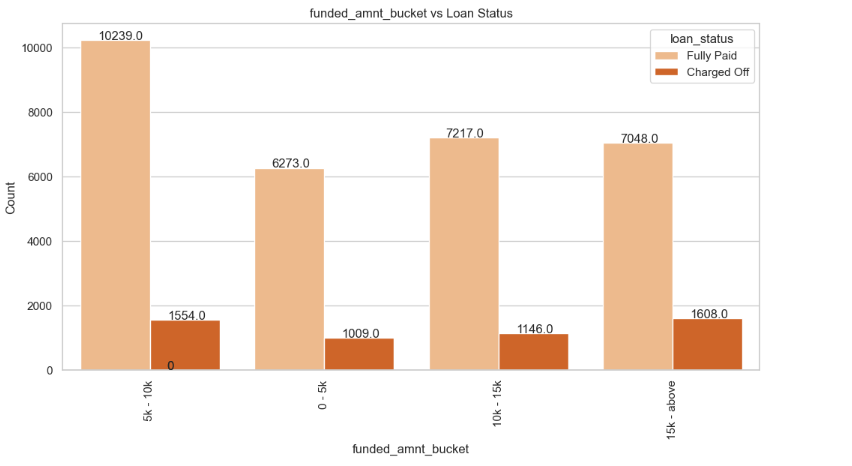 funded_amnt_bucket vs Loan Status
loan_status
Fully Paid
Charged Off
Count
10000
8000
6000
4000
2000
0
10239.0
1554.0
0
6273.0
1009.0
7217.0
1146.0
7048.0
1608.0
5k - 10k
0 - 5k
10k - 15k
15k - above
funded_amnt_bucket